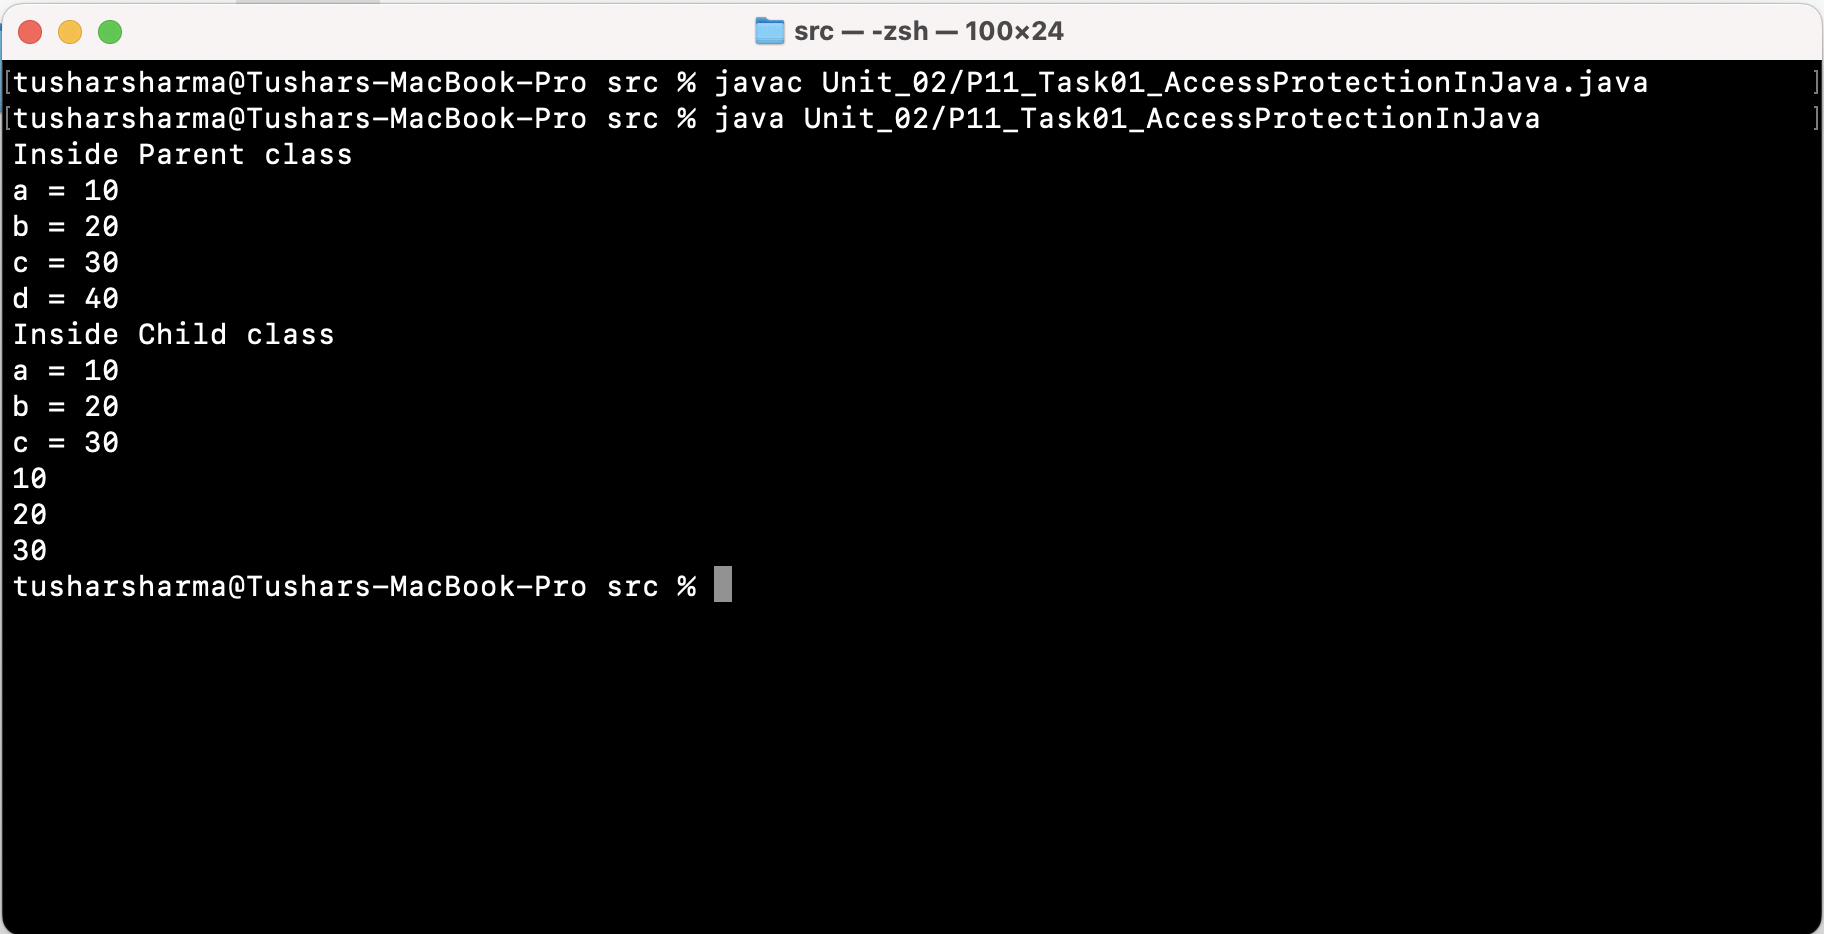 src — -zsh — 100×24
[tusharsharma@Tushars-MacBook-Pro src % javac Unit_02/P11_Task01_AccessProtectionInJava.java ]
[tusharsharma@Tushars-MacBook-Pro src % java Unit_02/P11_Task01_AccessProtectionInJava ]
Inside Parent class
a = 10
b = 20
c = 30
d = 40
Inside Child class
a = 10
b = 20
c = 30
10
20
30
tusharsharma@Tushars-MacBook-Pro src %